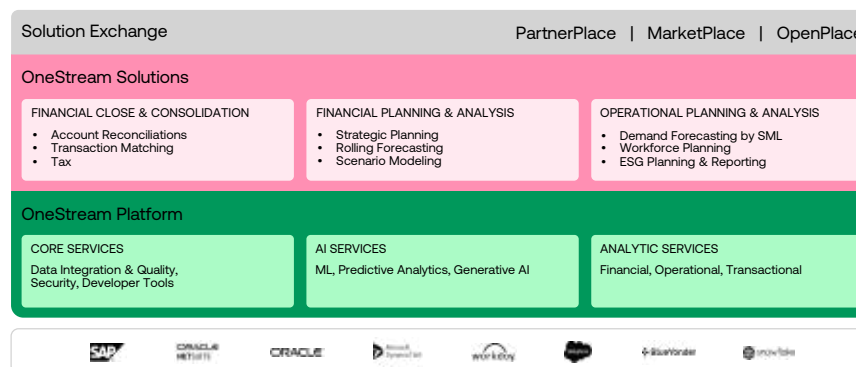 Solution Exchange
PartnerPlace | MarketPlace | OpenPlace
OneStream Solutions
FINANCIAL CLOSE & CONSOLIDATION
• Account Reconciliations
• Transaction Matching
• Tax
FINANCIAL PLANNING & ANALYSIS
• Strategic Planning
• Rolling Forecasting
• Scenario Modeling
OPERATIONAL PLANNING & ANALYSIS
• Demand Forecasting by SML
• Workforce Planning
• ESG Planning & Reporting
OneStream Platform
CORE SERVICES
Data Integration & Quality,
Security, Developer Tools
AI SERVICES
ML, Predictive Analytics, Generative AI
ANALYTIC SERVICES
Financial, Operational, Transactional
SAP
ORACLE
NETSUITE
ORACLE
Microsoft
Dynamics 365
workday
BlueYonder
snowflake